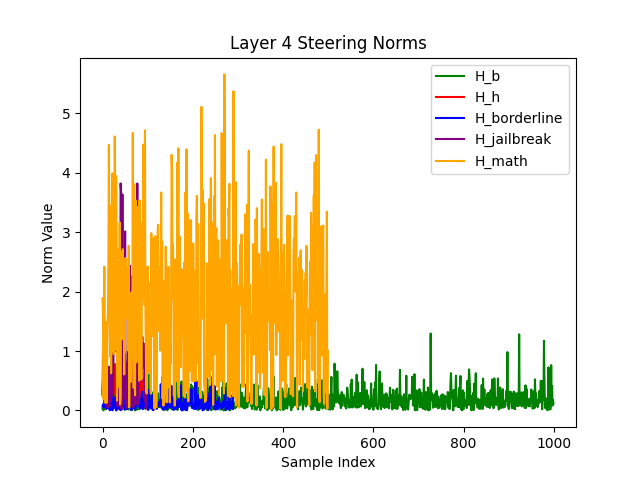 Layer 4 Steering Norms
H_b
H_h
H_borderline
H_jailbreak
H_math
Norm Value
5
4
3
2
1
0
0 200 400 600 800 1000
Sample Index